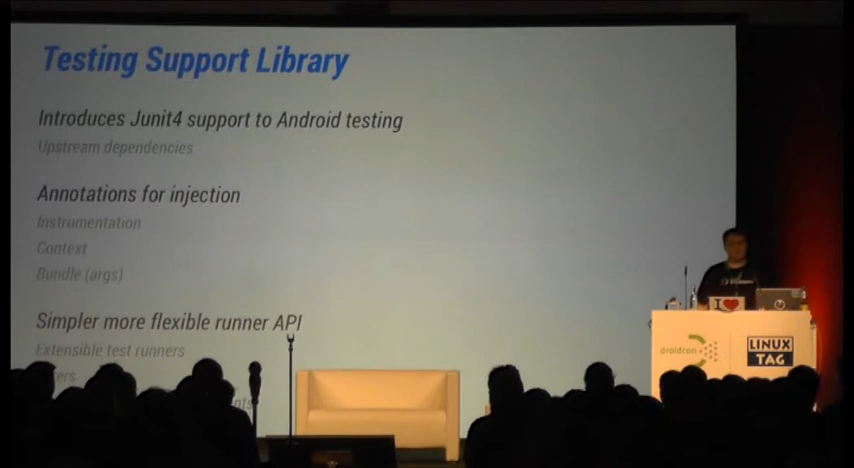 Testing Support Library
Introduces Junit4 support to Android testing
Upstream dependencies
Annotations for injection
Instrumentation
Context
Bundle (args)
Simpler more flexible runner API
Extensible test runners
I
droidcon
LINUX
TAG